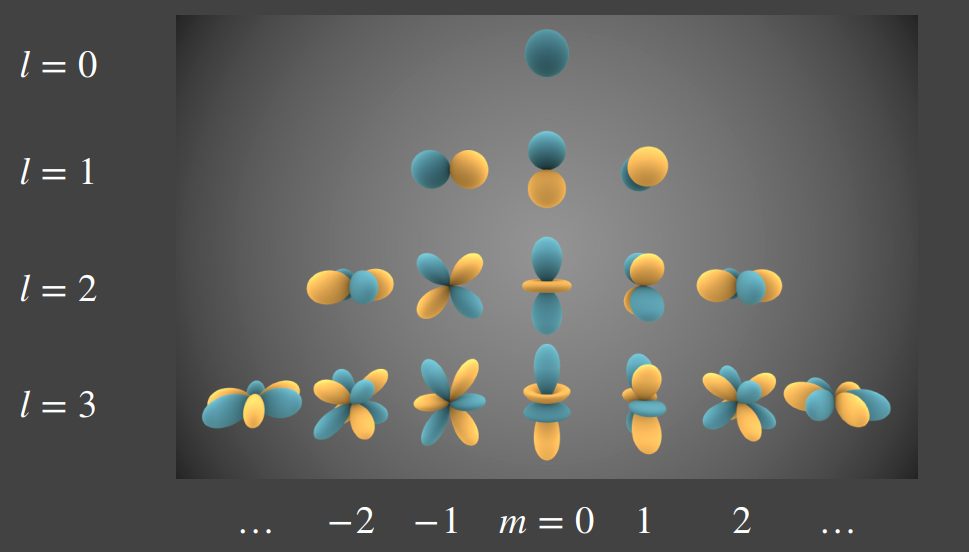 l = 0
l = 1
l = 2
l = 3
… −2 −1 m = 0 1 2 …